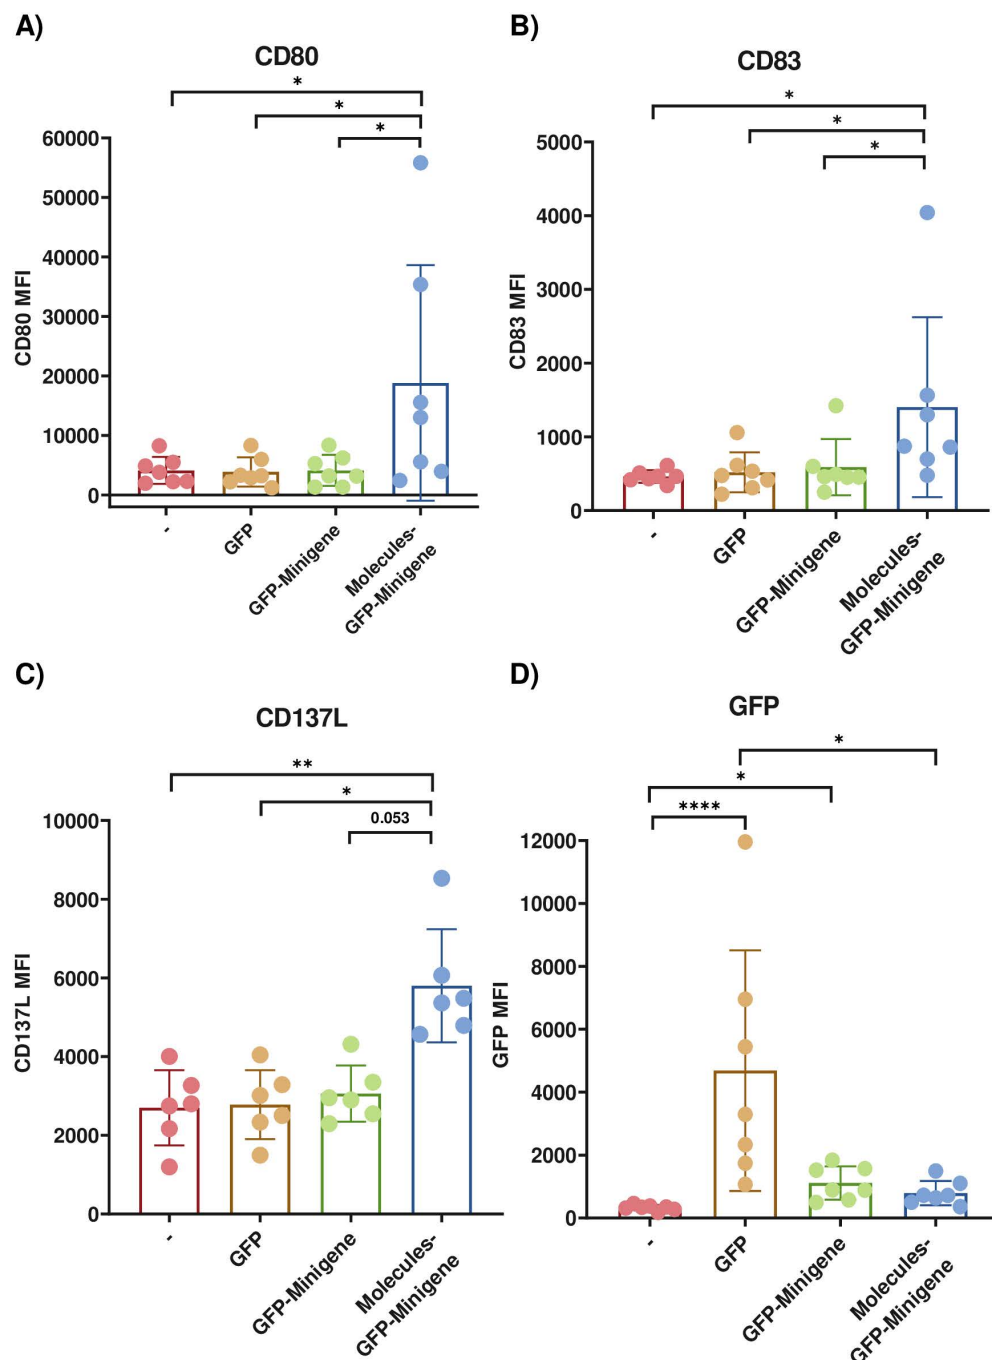 A)
CD80
*
*
*
60000
50000
40000
30000
20000
10000
0
CD80 MFI
-
GFP
GFP-Minigene
Molecules-
GFP-Minigene
B)
CD83
*
*
*
5000
4000
3000
2000
1000
0
CD83 MFI
-
GFP
GFP-Minigene
Molecules-
GFP-Minigene
C)
CD137L
**
*
0.053
10000
8000
6000
4000
2000
0
CD137L MFI
-
GFP
GFP-Minigene
Molecules-
GFP-Minigene
D)
GFP
*
*
****
12000
10000
8000
6000
4000
2000
0
GFP MFI
-
GFP
GFP-Minigene
Molecules-
GFP-Minigene